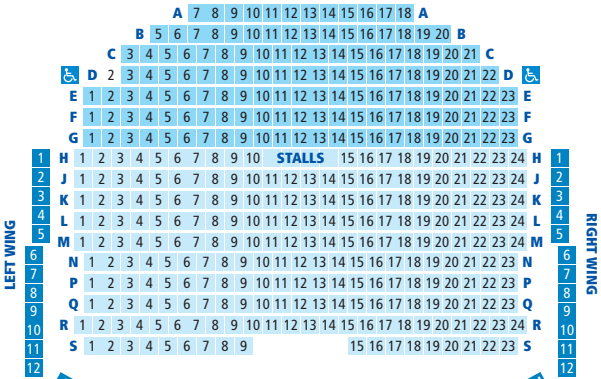 A 7 8 9 10 11 12 13 14 15 16 17 18 A
B 5 6 7 8 9 10 11 12 13 14 15 16 17 18 19 20 B
C 3 4 5 6 7 8 9 10 11 12 13 14 15 16 17 18 19 20 21 C
D 2 3 4 5 6 7 8 9 10 11 12 13 14 15 16 17 18 19 20 21 22 D
E 1 2 3 4 5 6 7 8 9 10 11 12 13 14 15 16 17 18 19 20 21 22 23 E
F 1 2 3 4 5 6 7 8 9 10 11 12 13 14 15 16 17 18 19 20 21 22 23 F
G 1 2 3 4 5 6 7 8 9 10 11 12 13 14 15 16 17 18 19 20 21 22 23 G
1 H 1 2 3 4 5 6 7 8 9 10 STALLS 15 16 17 18 19 20 21 22 23 24 H 1
2 J 1 2 3 4 5 6 7 8 9 10 11 12 13 14 15 16 17 18 19 20 21 22 23 24 J 2
3 K 1 2 3 4 5 6 7 8 9 10 11 12 13 14 15 16 17 18 19 20 21 22 23 24 K 3
4 L 1 2 3 4 5 6 7 8 9 10 11 12 13 14 15 16 17 18 19 20 21 22 23 24 L 4
5 M 1 2 3 4 5 6 7 8 9 10 11 12 13 14 15 16 17 18 19 20 21 22 23 24 M 5
6 N 1 2 3 4 5 6 7 8 9 10 11 12 13 14 15 16 17 18 19 20 21 22 23 N 6
7 P 1 2 3 4 5 6 7 8 9 10 11 12 13 14 15 16 17 18 19 20 21 22 23 P 7
8 Q 1 2 3 4 5 6 7 8 9 10 11 12 13 14 15 16 17 18 19 20 21 22 23 Q 8
9 R 1 2 3 4 5 6 7 8 9 10 11 12 13 14 15 16 17 18 19 20 21 22 23 24 R 9
10 S 1 2 3 4 5 6 7 8 9 15 16 17 18 19 20 21 22 23 S 10
11 11
12 12
LEFT WING
RIGHT WING